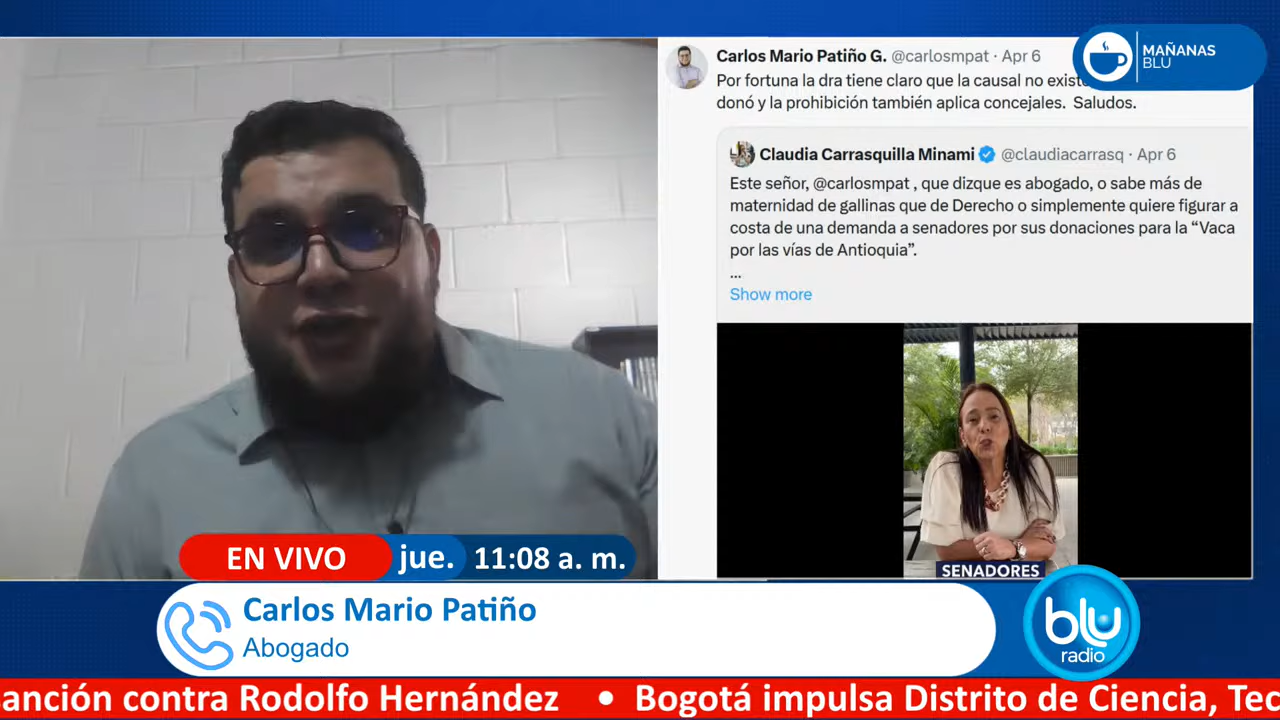 Carlos Mario Patiño G. @carlosmpat · Apr 6
Por fortuna la dra tiene claro que la causal no
donó y la prohibición también aplica concejales. Saludos.
Claudia Carrasquilla Minami @claudiacarrasq · Apr 6
Este señor, @carlosmpat , que dizque es abogado, o sabe más de
maternidad de gallinas que de Derecho o simplemente quiere figurar a
costa de una demanda a senadores por sus donaciones para la “Vaca
por las vías de Antioquia”.
...
Show more
SENADORES
MAÑANAS
BLU
EN VIVO jue. 11:08 a. m.
Carlos Mario Patiño
Abogado
blu
radio
sanción contra Rodolfo Hernández • Bogotá impulsa Distrito de Ciencia, Tec